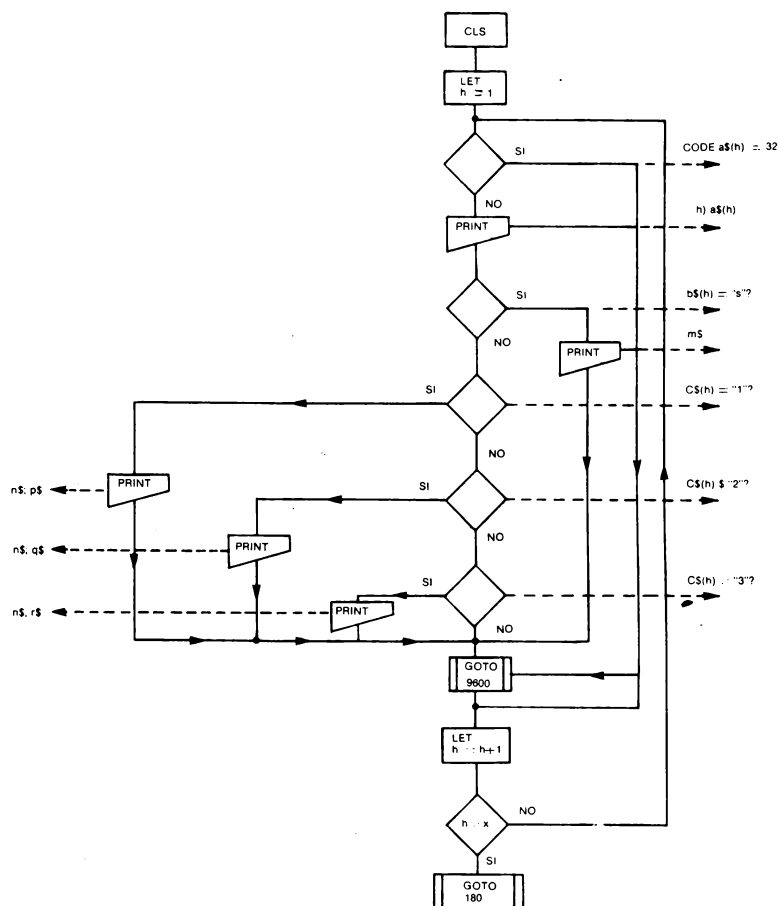 CLS
LET
h = 1
SI
CODE a$(h) = 32
NO
PRINT
h) a$(h)
SI
b$(h) = "s"?
NO
PRINT
m$
SI
C$(h) = "1"?
NO
PRINT
n$; p$
SI
C$(h) $ "2"?
NO
PRINT
n$; q$
SI
C$(h) "3"?
PRINT
n$; r$
NO
GOTO
9600
LET
h h+1
NO
h x
SI
GOTO
180